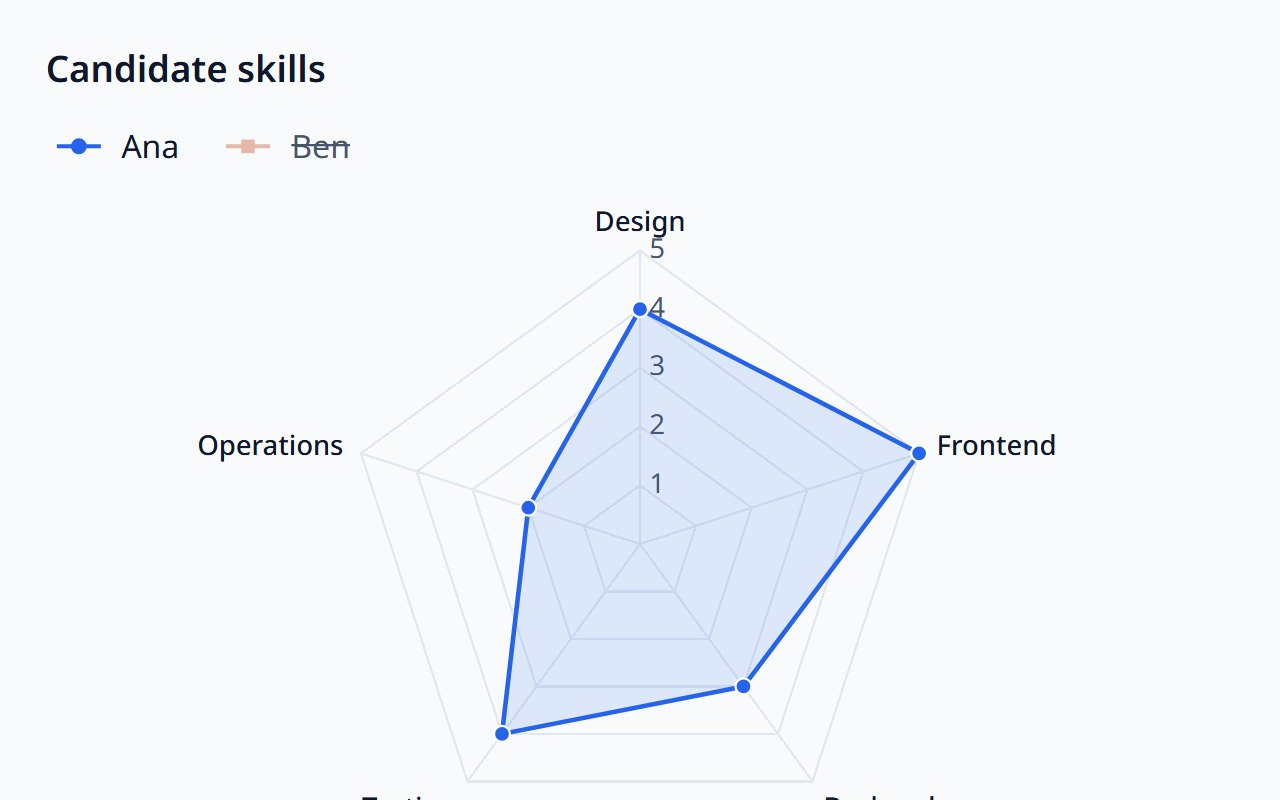 Candidate skills
Ana Ben
Design
5
4
3
Operations 2 Frontend
1